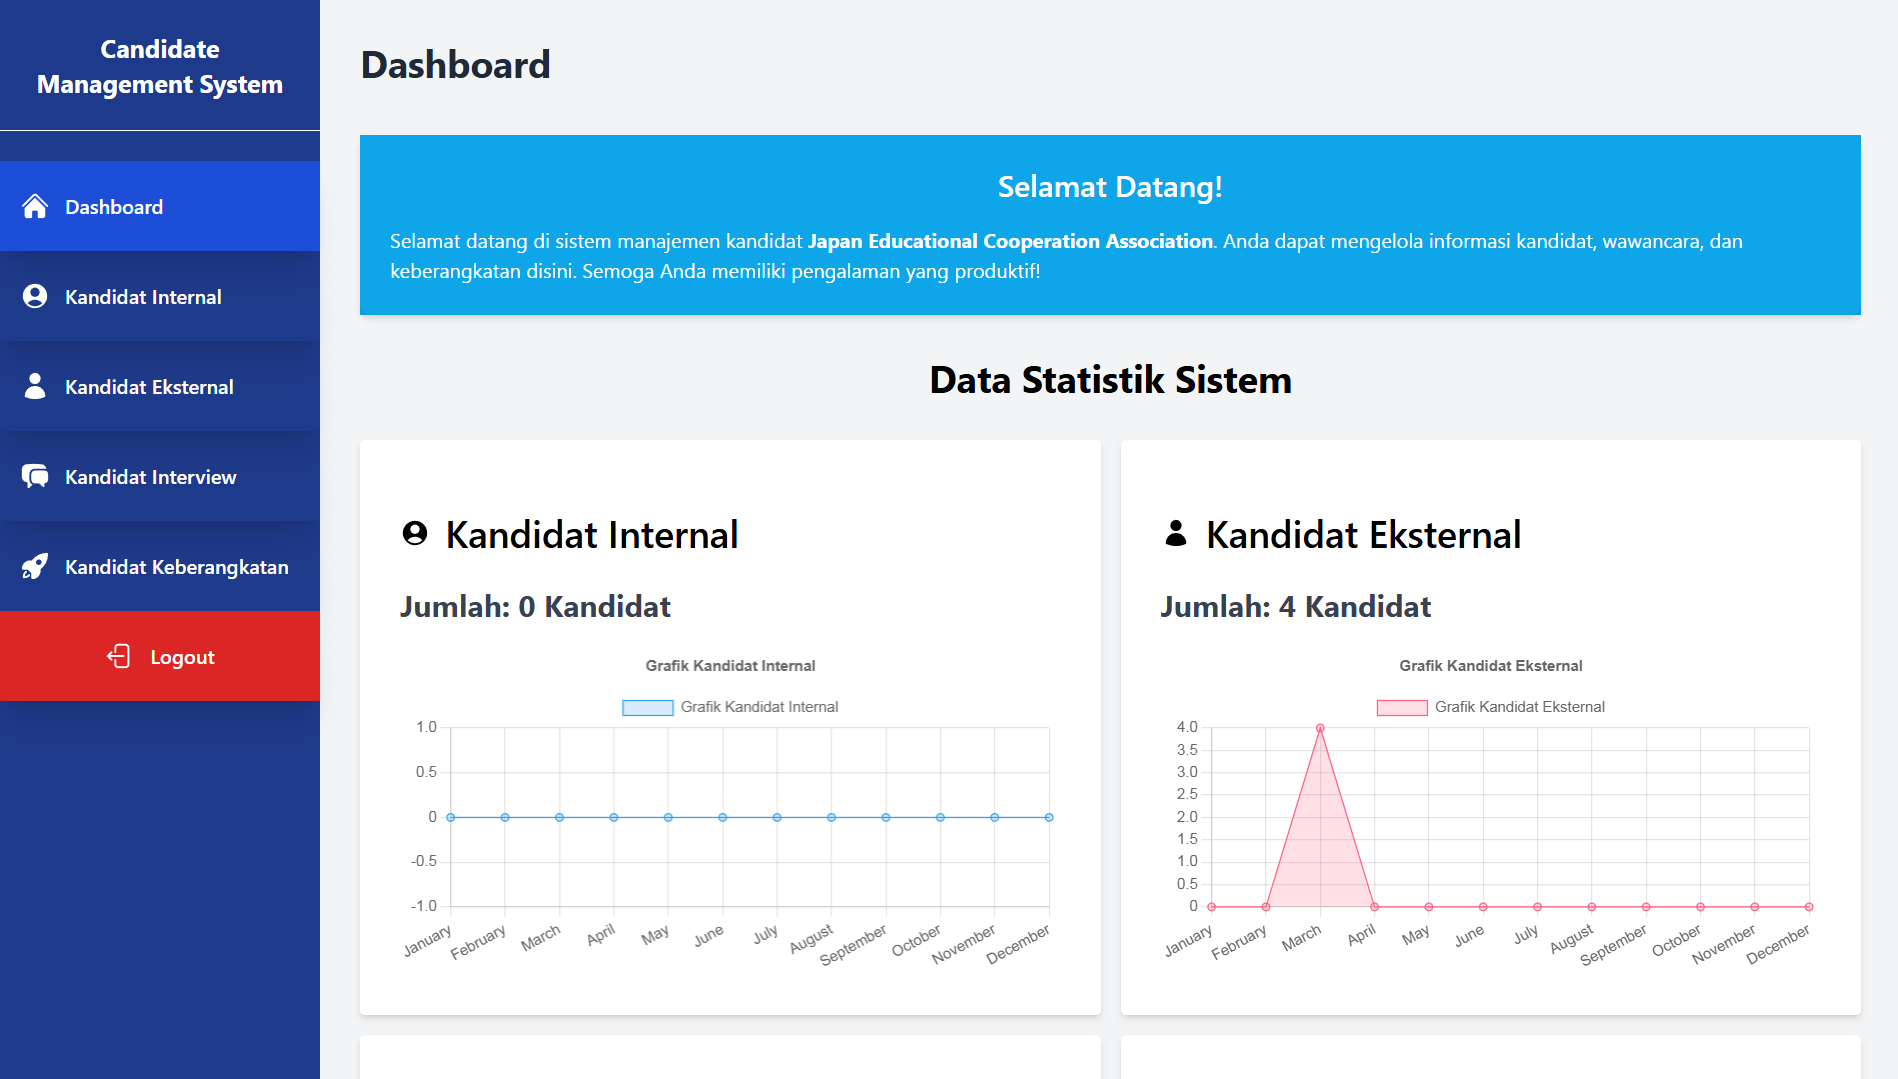 Candidate
Management System
Dashboard
Kandidat Internal
Kandidat Eksternal
Kandidat Interview
Kandidat Keberangkatan
Logout
Dashboard
Selamat Datang!
Selamat datang di sistem manajemen kandidat Japan Educational Cooperation Association. Anda dapat mengelola informasi kandidat, wawancara, dan
keberangkatan disini. Semoga Anda memiliki pengalaman yang produktif!
Data Statistik Sistem
Kandidat Internal
Jumlah: 0 Kandidat
Grafik Kandidat Internal
Grafik Kandidat Internal
1.0
0.5
0
-0.5
-1.0
January February March April May June July August September October November December
Kandidat Eksternal
Jumlah: 4 Kandidat
Grafik Kandidat Eksternal
Grafik Kandidat Eksternal
4.0
3.5
3.0
2.5
2.0
1.5
1.0
0.5
0
January February March April May June July August September October November December